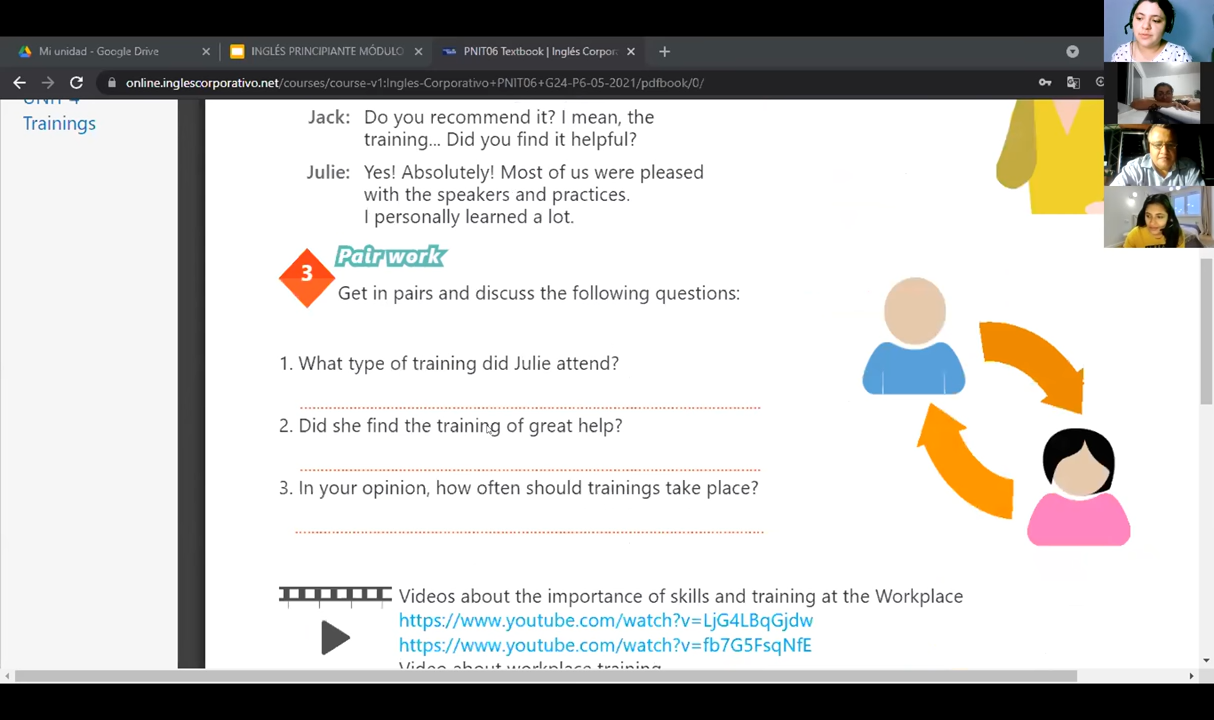 Mi unidad - Google Drive
INGLÉS PRINCIPIANTE MÓDULO
PNIT06 Textbook | Inglés Corpor
online.inglescorporativo.net/courses/course-v1:Ingles-Corporativo+PNIT06+G24-P6-05-2021/pdfbook/0/
UNIT 4
Trainings
Jack: Do you recommend it? I mean, the
training... Did you find it helpful?
Julie: Yes! Absolutely! Most of us were pleased
with the speakers and practices.
I personally learned a lot.
3 Pair work
Get in pairs and discuss the following questions:
1. What type of training did Julie attend?
2. Did she find the training of great help?
3. In your opinion, how often should trainings take place?
Videos about the importance of skills and training at the Workplace
https://www.youtube.com/watch?v=LjG4LBqGjdw
https://www.youtube.com/watch?v=fb7G5FsqNfE
Video about workplace training